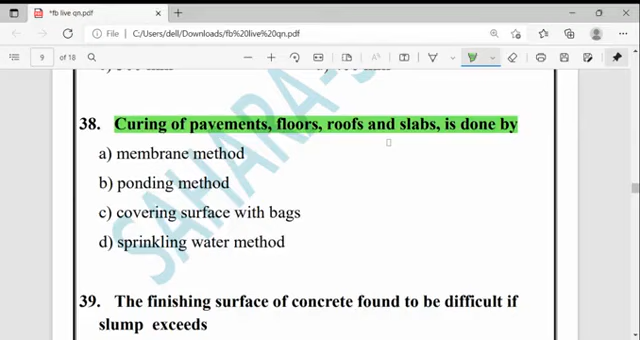 *fb live qn.pdf
File | C:/Users/dell/Downloads/fb%20live%20qn.pdf
9 of 18
38. Curing of pavements, floors, roofs and slabs, is done by
a) membrane method
b) ponding method
c) covering surface with bags
d) sprinkling water method
39. The finishing surface of concrete found to be difficult if
slump exceeds